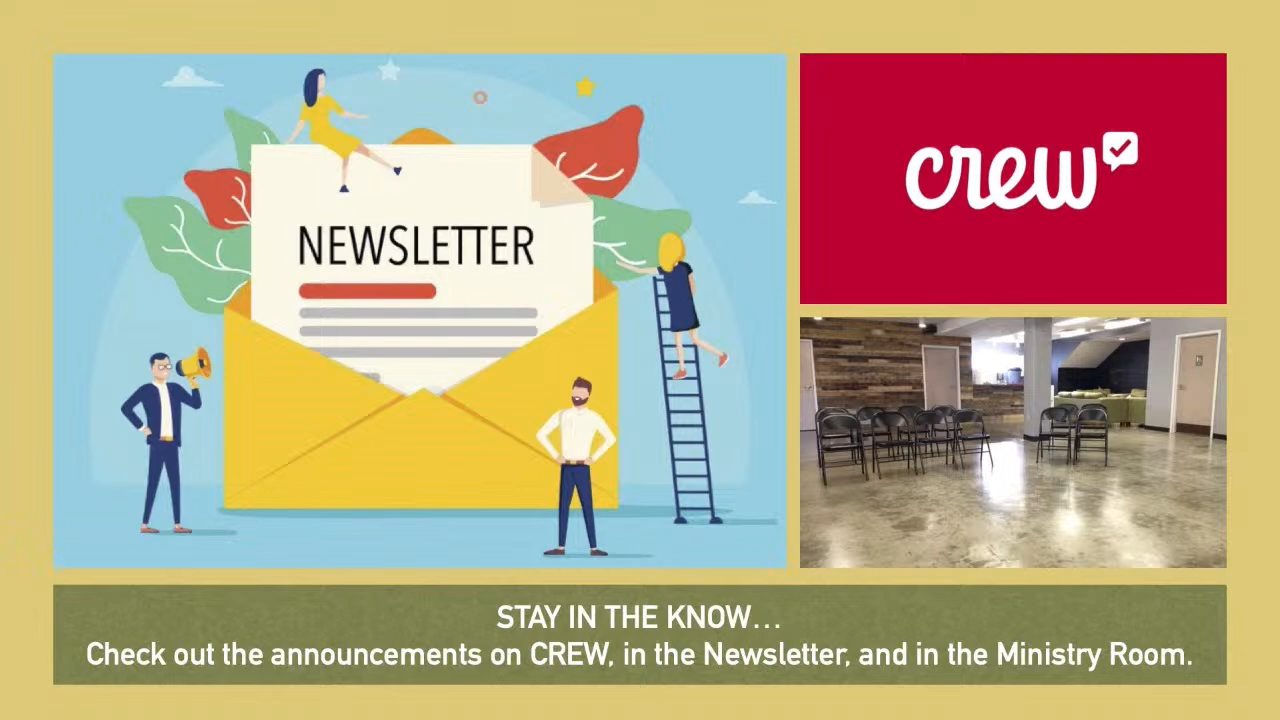 NEWSLETTER
crew
STAY IN THE KNOW...
Check out the announcements on CREW, in the Newsletter, and in the Ministry Room.